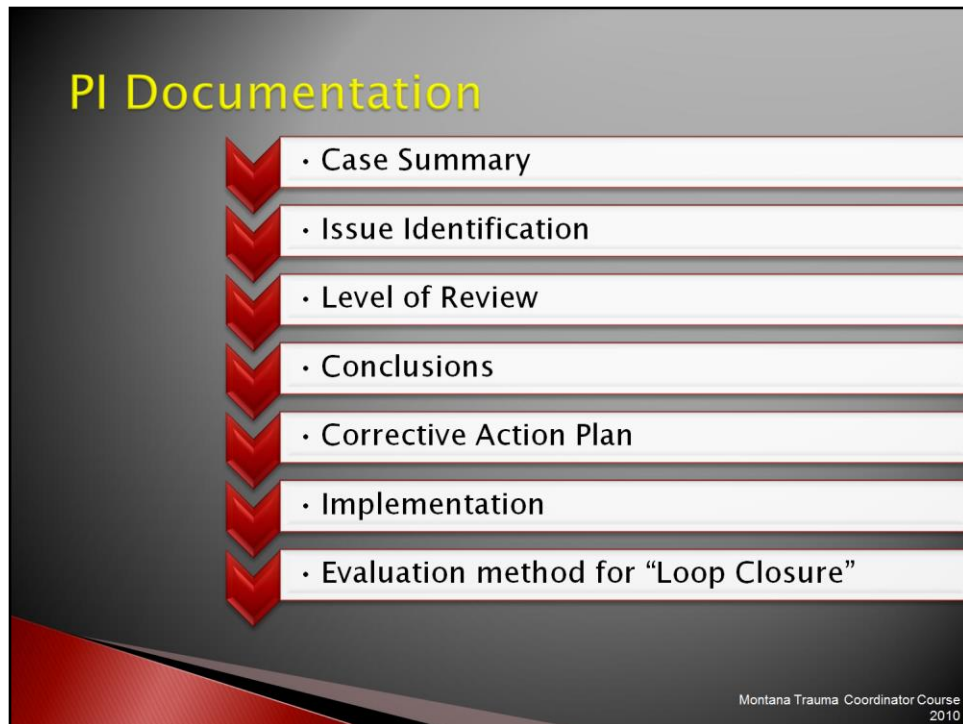 PI Documentation
· Case Summary
· Issue Identification
· Level of Review
· Conclusions
· Corrective Action Plan
· Implementation
· Evaluation method for “Loop Closure”
Montana Trauma Coordinator Course
2010